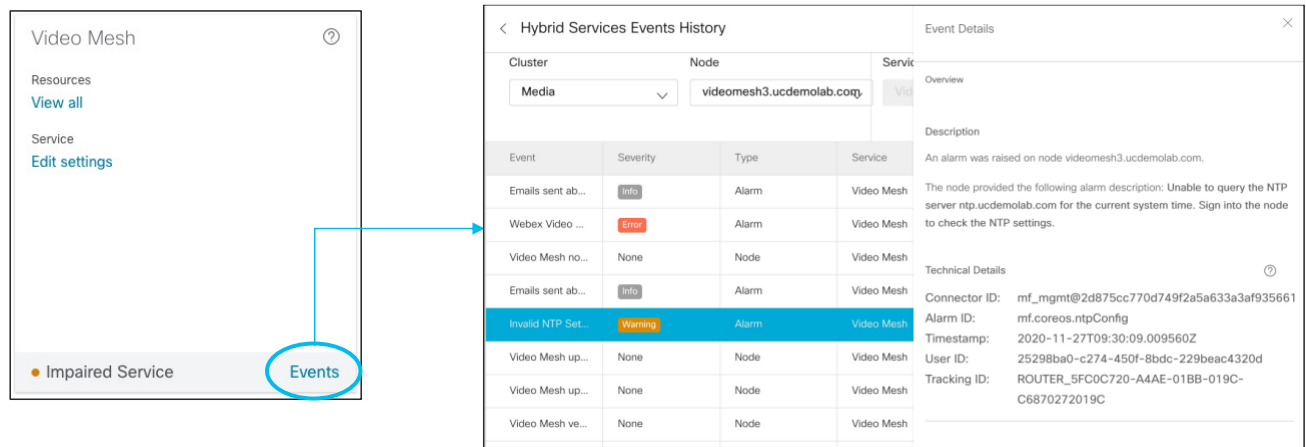 Video Mesh
Resources
View all
Service
Edit settings
Impaired Service
Events
Hybrid Services Events History
Cluster Node Servic
Media videomesh3.ucdemolab.com Vid
Event Severity Type Service
Emails sent ab... Info Alarm Video Mesh
Webex Video ... Error Alarm Video Mesh
Video Mesh no... None Node Video Mesh
Emails sent ab... Info Alarm Video Mesh
Invalid NTP Set... Warning Alarm Video Mesh
Video Mesh up... None Node Video Mesh
Video Mesh up... None Node Video Mesh
Video Mesh ve... None Node Video Mesh
Event Details
Overview
Description
An alarm was raised on node videomesh3.ucdemolab.com.
The node provided the following alarm description: Unable to query the NTP
server ntp.ucdemolab.com for the current system time. Sign into the node
to check the NTP settings.
Technical Details
Connector ID: mf_mgmt@2d875cc770d749f2a5a633a3af935661
Alarm ID: mf.coreos.ntpConfig
Timestamp: 2020-11-27T09:30:09.009560Z
User ID: 25298ba0-c274-450f-8bdc-229beac4320d
Tracking ID: ROUTER_5FC0C720-A4AE-01BB-019C-
C6870272019C